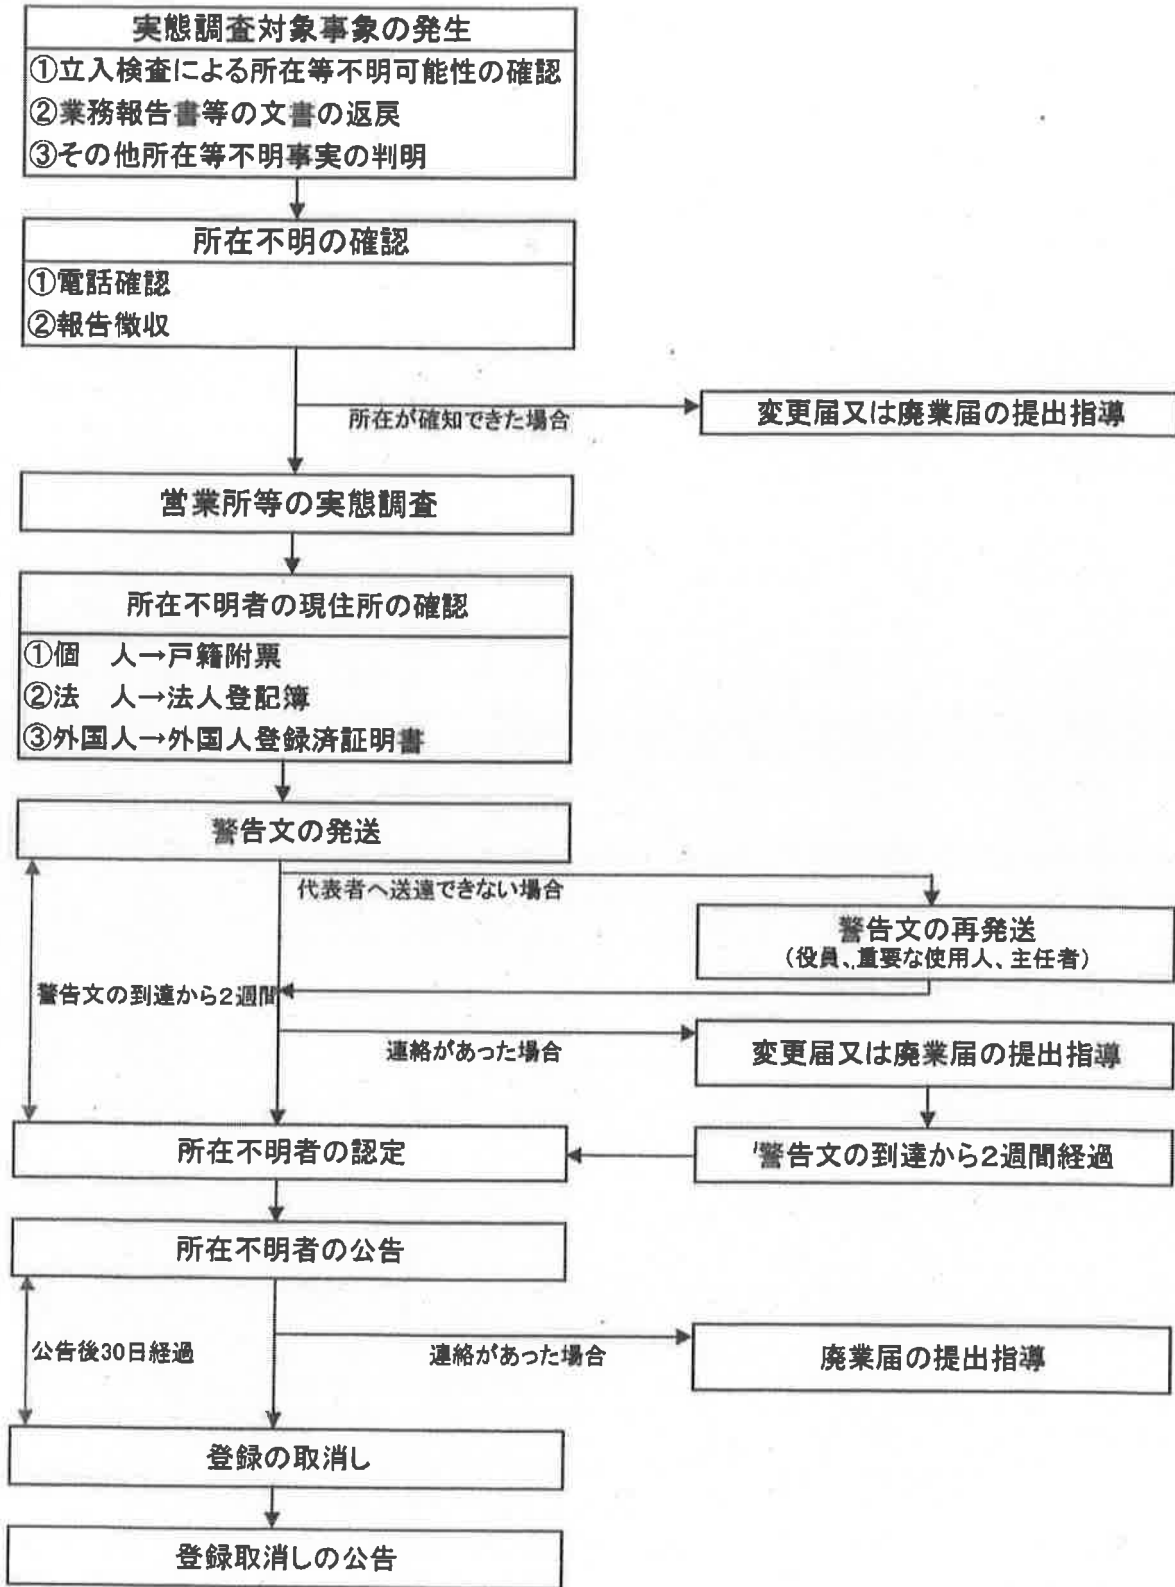 実態調査対象事象の発生
①立入検査による所在等不明可能性の確認
②業務報告書等の文書の返戻
③その他所在等不明事実の判明
所在不明の確認
①電話確認
②報告徴収
所在が確知できた場合
変更届又は廃業届の提出指導
営業所等の実態調査
所在不明者の現住所の確認
①個　人→戸籍附票
②法　人→法人登記簿
③外国人→外国人登録済証明書
警告文の発送
代表者へ送達できない場合
警告文の再発送
（役員、重要な使用人、主任者）
警告文の到達から2週間
連絡があった場合
変更届又は廃業届の提出指導
所在不明者の認定
警告文の到達から2週間経過
所在不明者の公告
公告後30日経過
連絡があった場合
廃業届の提出指導
登録の取消し
登録取消しの公告